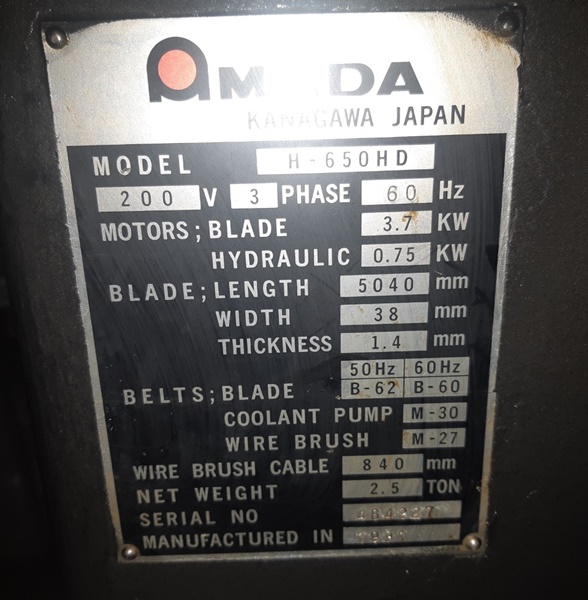 AMADA
KANAGAWA JAPAN
MODEL H-650HD
200 V 3 PHASE 60 Hz
MOTORS; BLADE 3.7 KW
HYDRAULIC 0.75 KW
BLADE; LENGTH 5040 mm
WIDTH 38 mm
THICKNESS 1.4 mm
50Hz 60Hz
BELTS; BLADE B-62 B-60
COOLANT PUMP M-30
WIRE BRUSH M-27
WIRE BRUSH CABLE 840 mm
NET WEIGHT 2.5 TON
SERIAL NO
MANUFACTURED IN